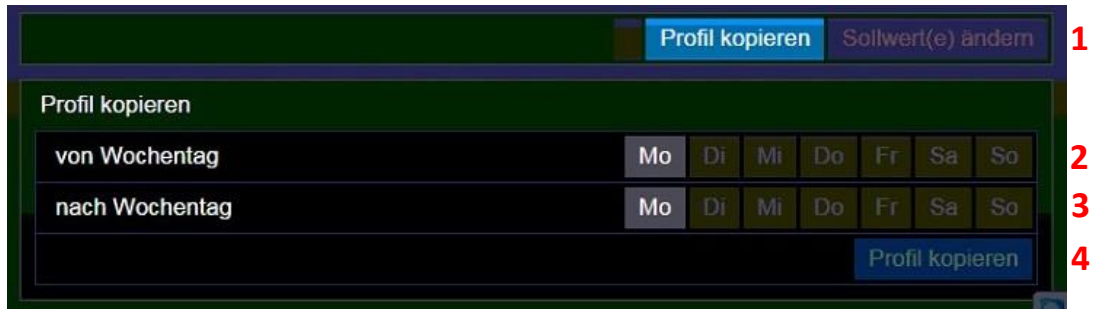 Profil kopieren Sollwert(e) ändern 1
Profil kopieren
von Wochentag Mo Di Mi Do Fr Sa So 2
nach Wochentag Mo Di Mi Do Fr Sa So 3
Profil kopieren 4